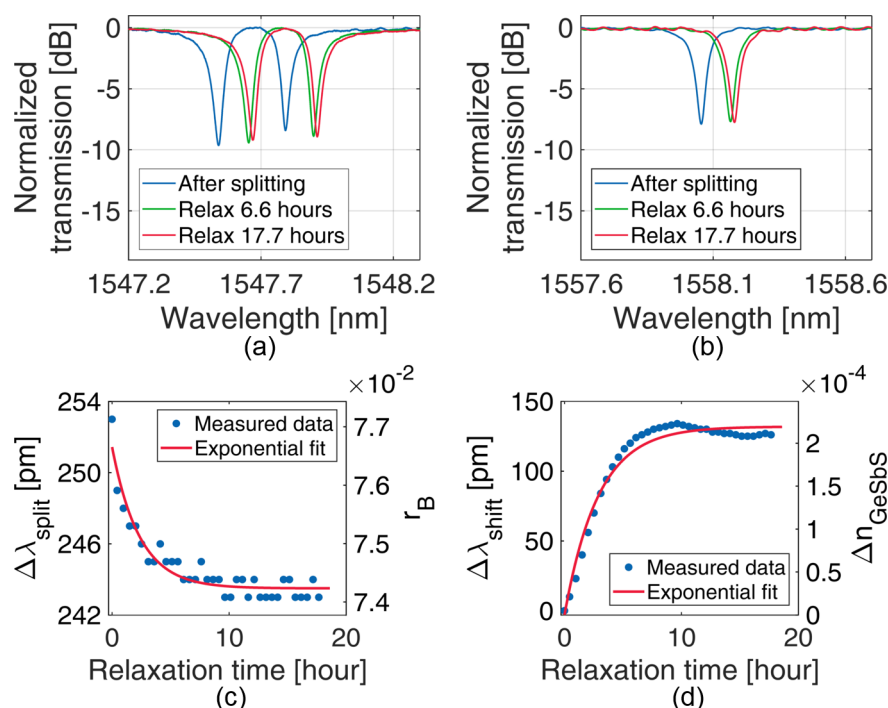 Normalized
transmission [dB]
0
-5
-10
-15
After splitting
Relax 6.6 hours
Relax 17.7 hours
1547.2
1547.7
1548.2
Wavelength [nm]
(a)
Normalized
transmission [dB]
0
-5
-10
-15
After splitting
Relax 6.6 hours
Relax 17.7 hours
1557.6
1558.1
1558.6
Wavelength [nm]
(b)
Δλsplit [pm]
254
250
246
242
Measured data
Exponential fit
×10-2
7.7
7.6
7.5
7.4
rB
0
10
20
Relaxation time [hour]
(c)
Δλshift [pm]
150
100
50
0
Measured data
Exponential fit
×10-4
2
1
0
ΔnGeSbS
0
10
20
Relaxation time [hour]
(d)